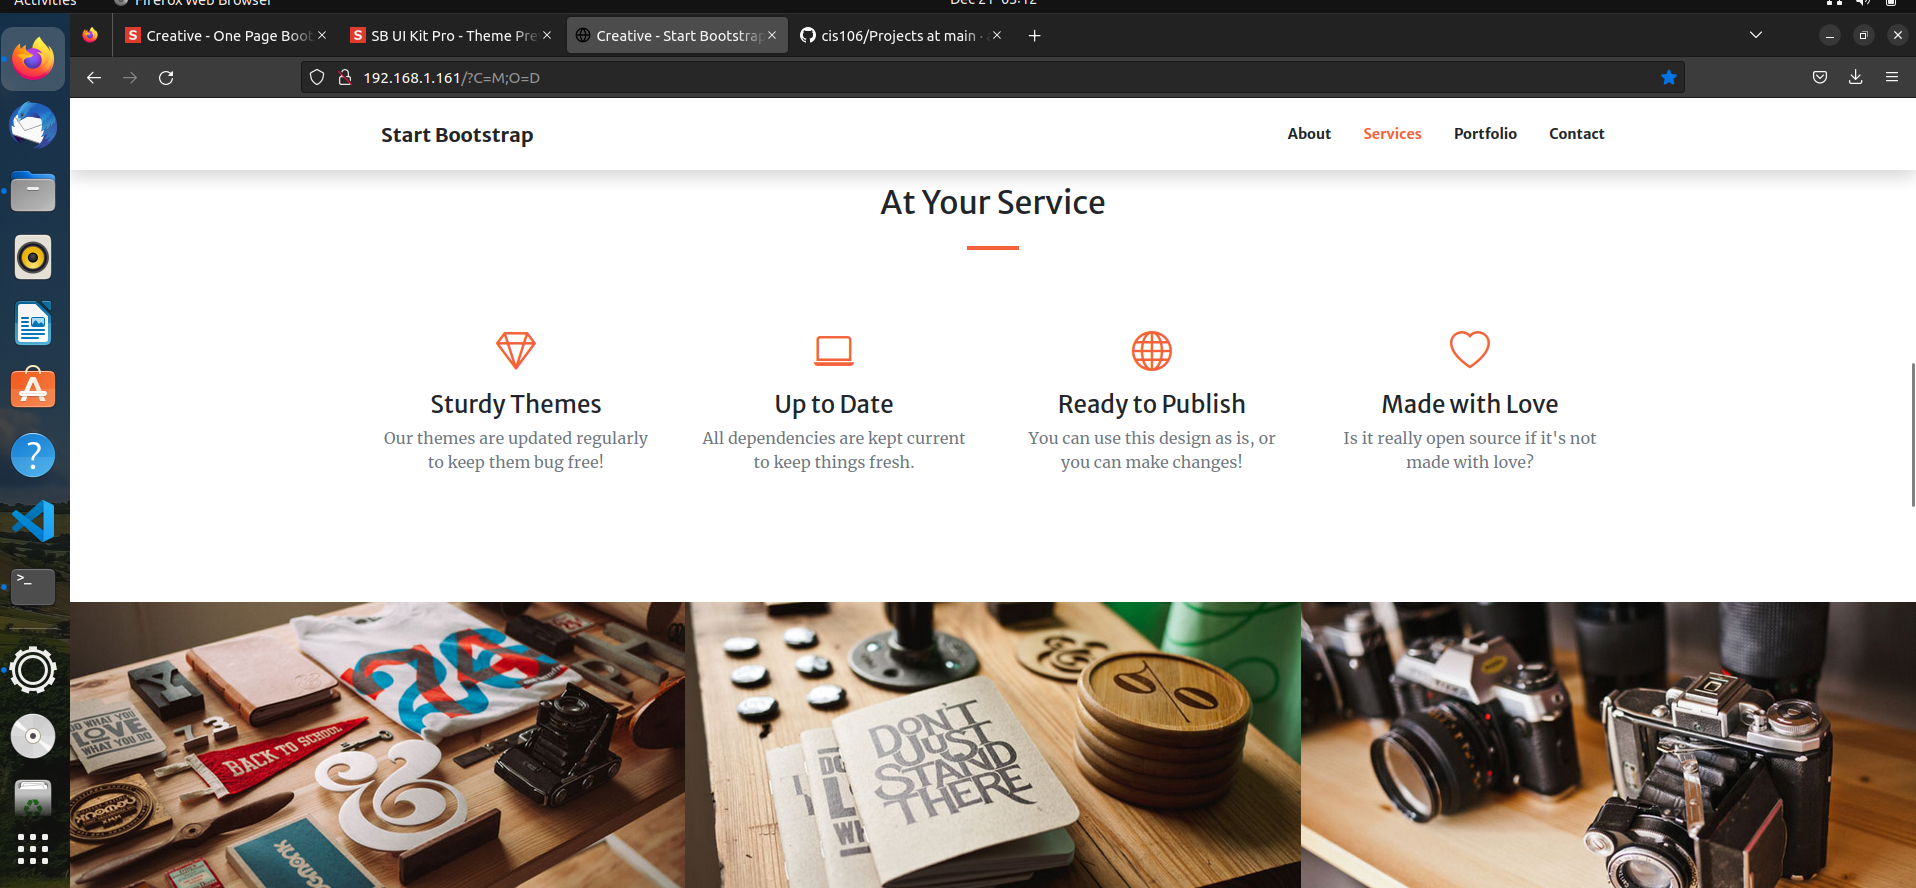 Activities
Firefox Web Browser
Dec 21 03:12
Creative - One Page Boot
SB UI Kit Pro - Theme Pre
Creative - Start Bootstrap
cis106/Projects at main ·
192.168.1.161/?C=M;O=D
Start Bootstrap
About
Services
Portfolio
Contact
At Your Service
Sturdy Themes
Our themes are updated regularly
to keep them bug free!
Up to Date
All dependencies are kept current
to keep things fresh.
Ready to Publish
You can use this design as is, or
you can make changes!
Made with Love
Is it really open source if it's not
made with love?
DO WHAT YOU
LOVE
WHAT YOU DO
BACK TO SCHOOL
DON'T
JUST
STAND
THERE